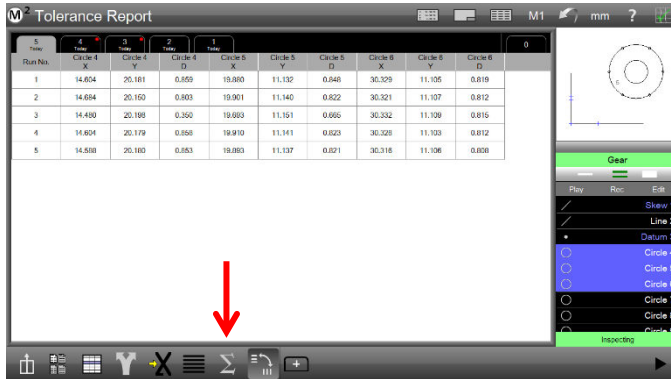 M² Tolerance Report M1 mm ?
5 4 3 2 1 0
Today Today Today Today Today
Run No. Circle 4 X Circle 4 Y Circle 4 D Circle 5 X Circle 5 Y Circle 5 D Circle 6 X Circle 6 Y Circle 6 D
1 14.604 20.181 0.859 19.880 11.132 0.848 30.329 11.105 0.819
2 14.684 20.150 0.803 19.901 11.140 0.822 30.321 11.107 0.812
3 14.480 20.198 0.350 19.693 11.151 0.665 30.332 11.109 0.815
4 14.604 20.179 0.858 19.910 11.141 0.823 30.328 11.103 0.812
5 14.588 20.180 0.853 19.893 11.137 0.821 30.316 11.106 0.808
Gear
Play Rec Edit
Skew
Line
Datum
Circle
Circle
Circle
Circle
Circle
Circle
Inspecting
Σ